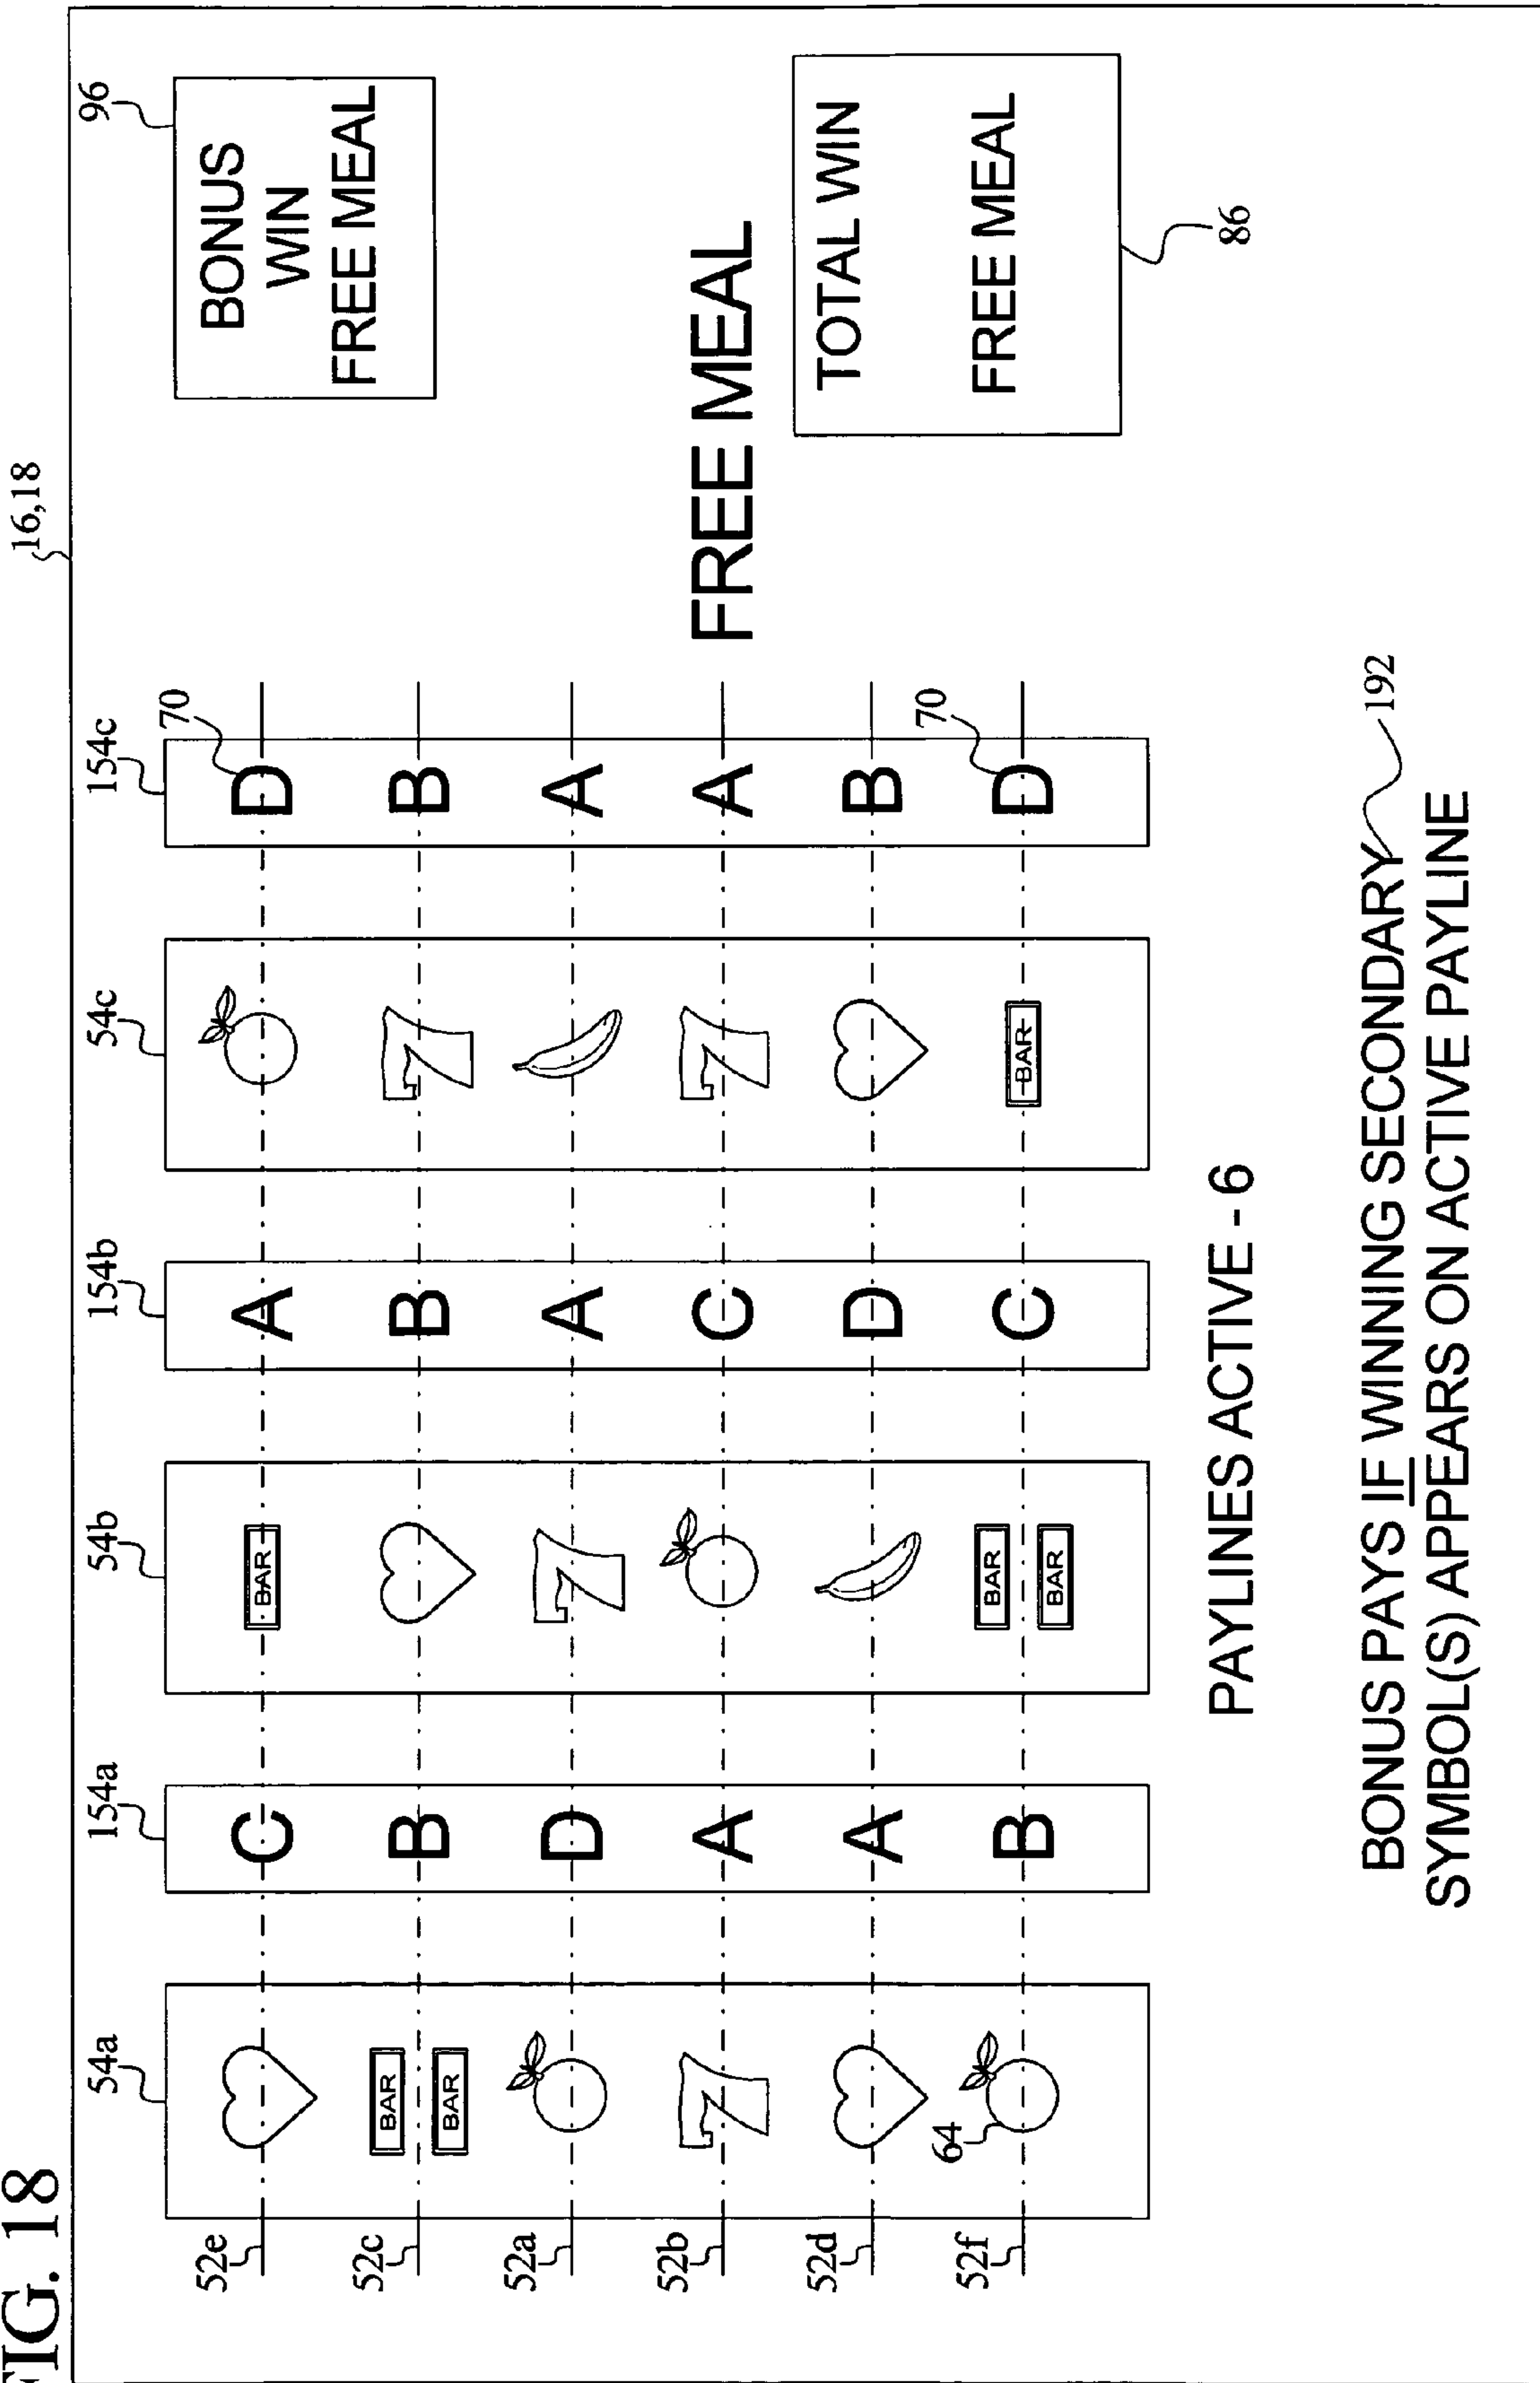 FIG. 18
16,18
54a 154a 54b 154b 54c 154c
96
BONUS
WIN
FREE MEAL
70
52e C BAR A D
52c BAR B B B
BAR
52a D A A
52b A C A
FREE MEAL
52d A D B
70
64
52f B BAR C BAR D
BAR
TOTAL WIN
FREE MEAL
86
PAYLINES ACTIVE - 6
BONUS PAYS IF WINNING SECONDARY 192
SYMBOL(S) APPEARS ON ACTIVE PAYLINE